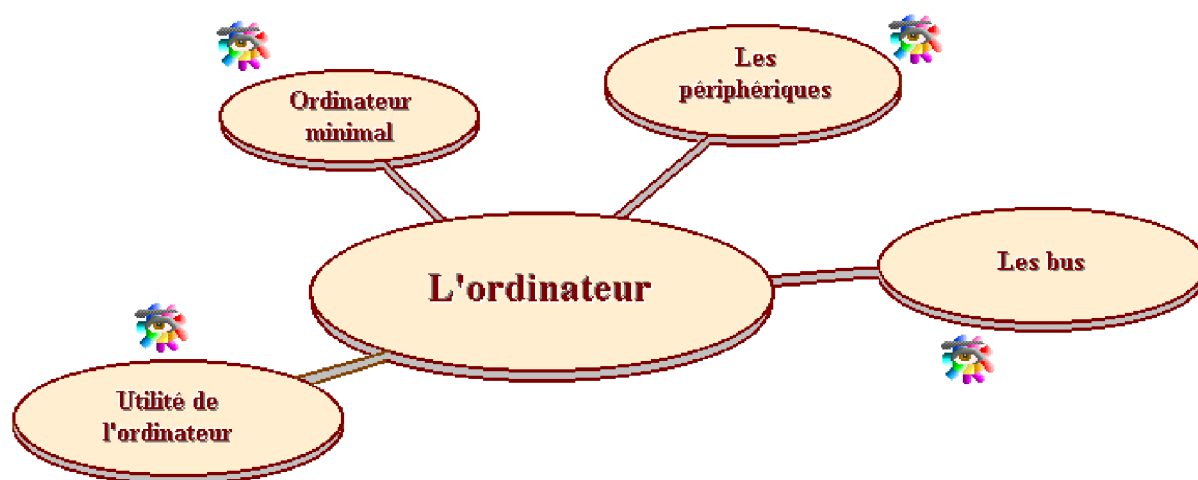 Les
périphériques
Ordinateur
minimal
Les bus
L'ordinateur
Utilité de
l'ordinateur